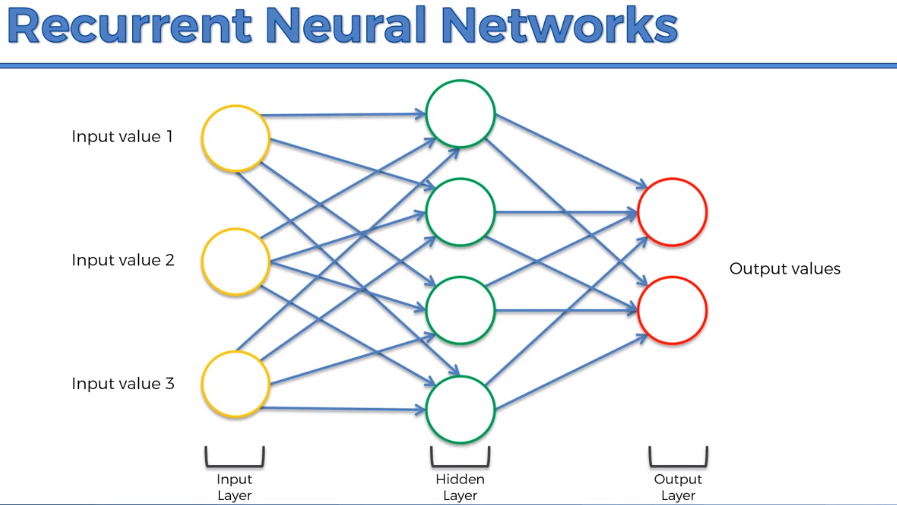 Recurrent Neural Networks
Input value 1
Input value 2
Output values
Input value 3
Input
Layer
Hidden
Layer
Output
Layer